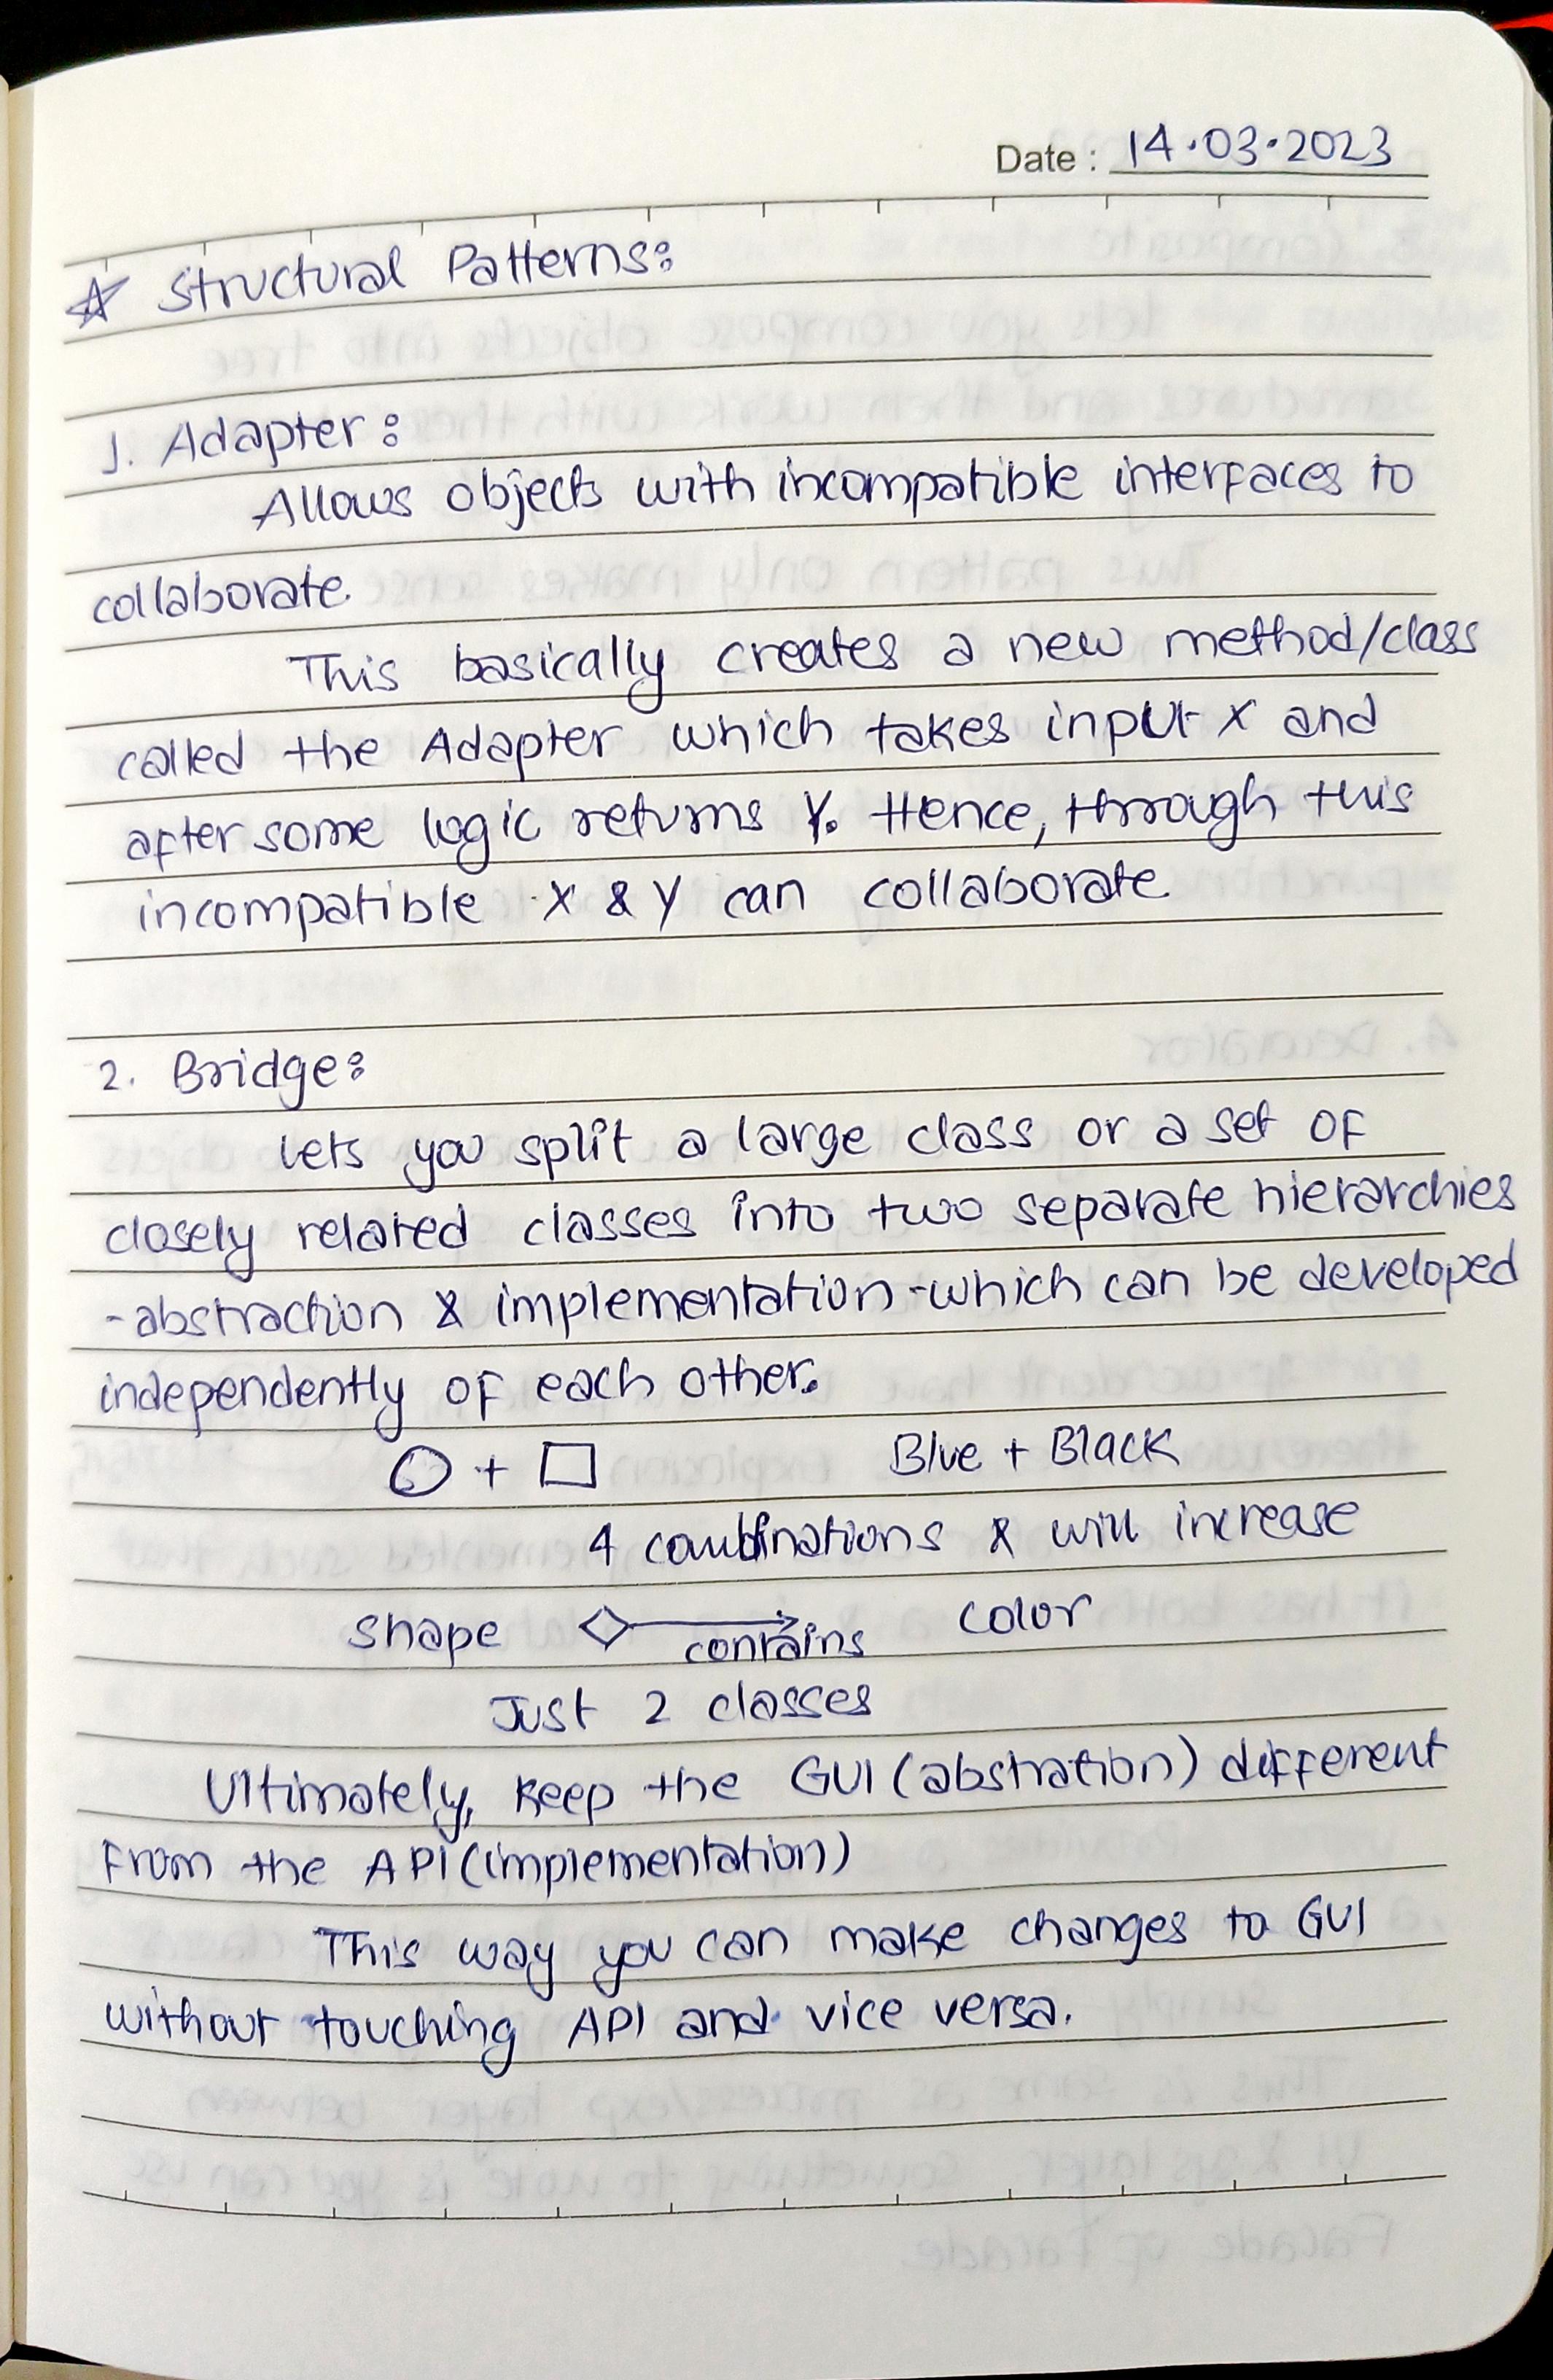 Date : 14.03.2023
☆ Structural Patterns:
1. Adapter:
Allows objects with incompatible interfaces to
collaborate.
This basically creates a new method/class
called the Adapter which takes input X and
after some logic returns Y. Hence, through this
incompatible X & Y can collaborate
2. Bridge:
Lets you split a large class or a set of
closely related classes into two separate hierarchies
-abstraction & implementation-which can be developed
independently of each other.
+ Blue + Black
4 combinations & will increase
shape contains color
Just 2 classes
Ultimately, keep the GUI (abstration) different
from the API (implementation)
This way you can make changes to GUI
without touching API and vice versa.